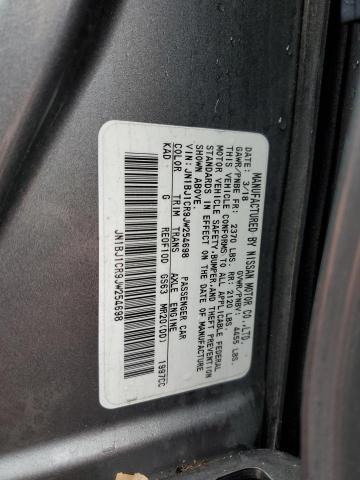 MANUFACTURED BY NISSAN MOTOR CO.,LTD.
DATE: 3/18 GVWR/PNBV: 4455 LBS.
GAWR/PNBE FR: 2370 LBS. RR: 2120 LBS.
THIS VEHICLE CONFORMS TO ALL APPLICABLE FEDERAL
MOTOR VEHICLE SAFETY,BUMPER,AND THEFT PREVENTION
STANDARDS IN EFFECT ON THE DATE OF MANUFACTURE
SHOWN ABOVE.
VIN:JN1BJ1CR9JW254698 PASSENGER CAR
COLOR TRIM TRANS AXLE ENGINE
KAD G RE0F10D GS63 MR20(DD) 1997CC
JN1BJ1CR9JW254698